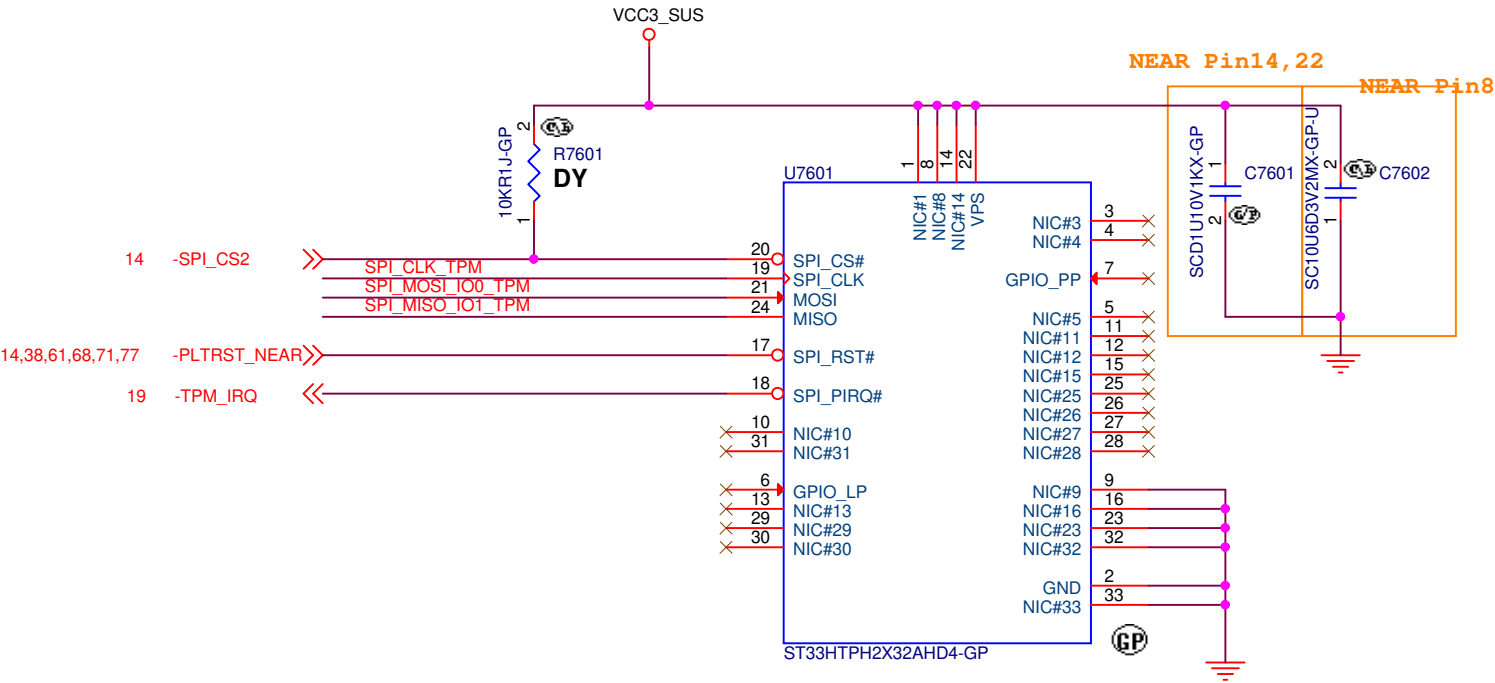 VCC3_SUS
NEAR Pin14,22
NEAR Pin8
10KR1J-GP
2
R7601
DY
1
U7601
1
8
14
22
NIC#1
NIC#8
NIC#14
VPS
SCD1U10V1KX-GP
1
C7601
2
G/P
SC10U6D3V2MX-GP-U
2
C7602
1
14 -SPI_CS2
20 SPI_CS#
SPI_CLK_TPM 19 SPI_CLK
SPI_MOSI_IO0_TPM 21 MOSI
SPI_MISO_IO1_TPM 24 MISO
14,38,61,68,71,77 -PLTRST_NEAR 17 SPI_RST#
19 -TPM_IRQ 18 SPI_PIRQ#
10 NIC#10
31 NIC#31
6 GPIO_LP
13 NIC#13
29 NIC#29
30 NIC#30
NIC#3 3
NIC#4 4
GPIO_PP 7
NIC#5 5
NIC#11 11
NIC#12 12
NIC#15 15
NIC#25 25
NIC#26 26
NIC#27 27
NIC#28 28
NIC#9 9
NIC#16 16
NIC#23 23
NIC#32 32
GND 2
NIC#33 33
GP
ST33HTPH2X32AHD4-GP